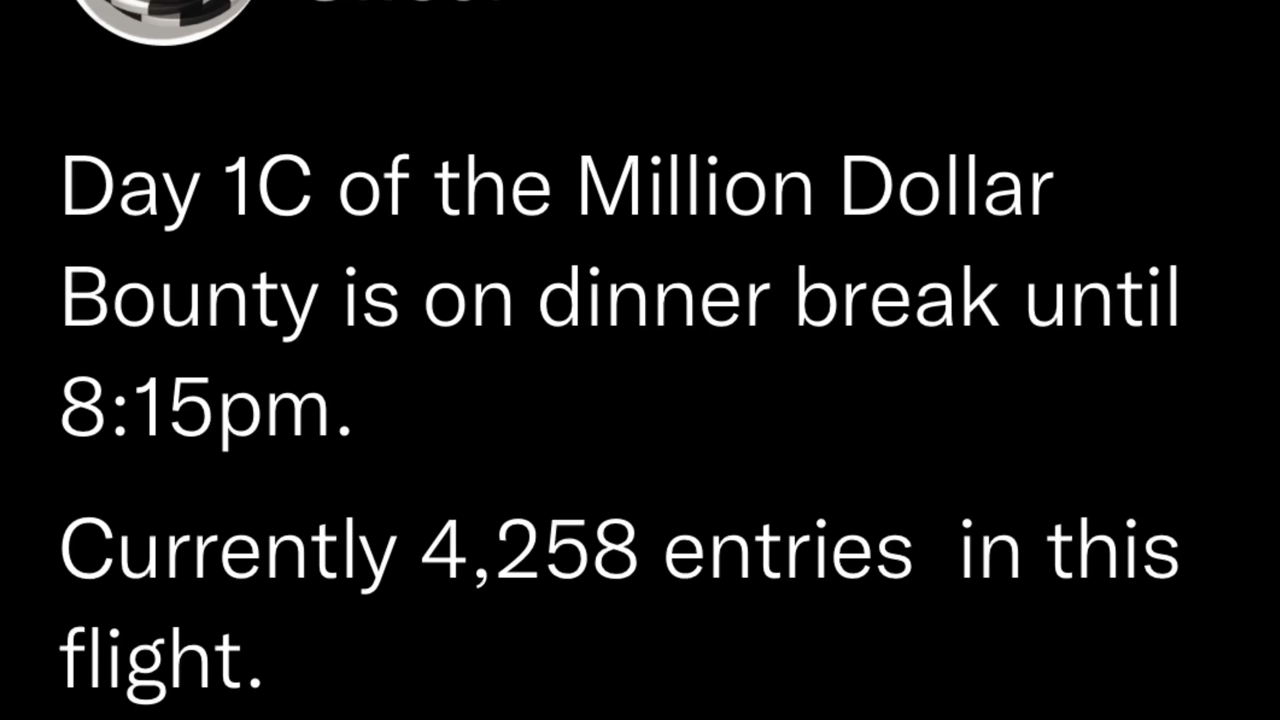 Day 1C of the Million Dollar
Bounty is on dinner break until
8:15pm.
Currently 4,258 entries  in this
flight.